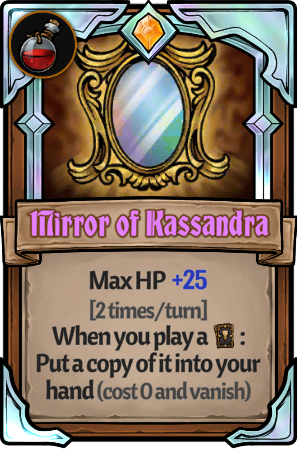 Mirror of Kassandra
Max HP +25
[2 times/turn]
When you play a :
Put a copy of it into your
hand (cost 0 and vanish)